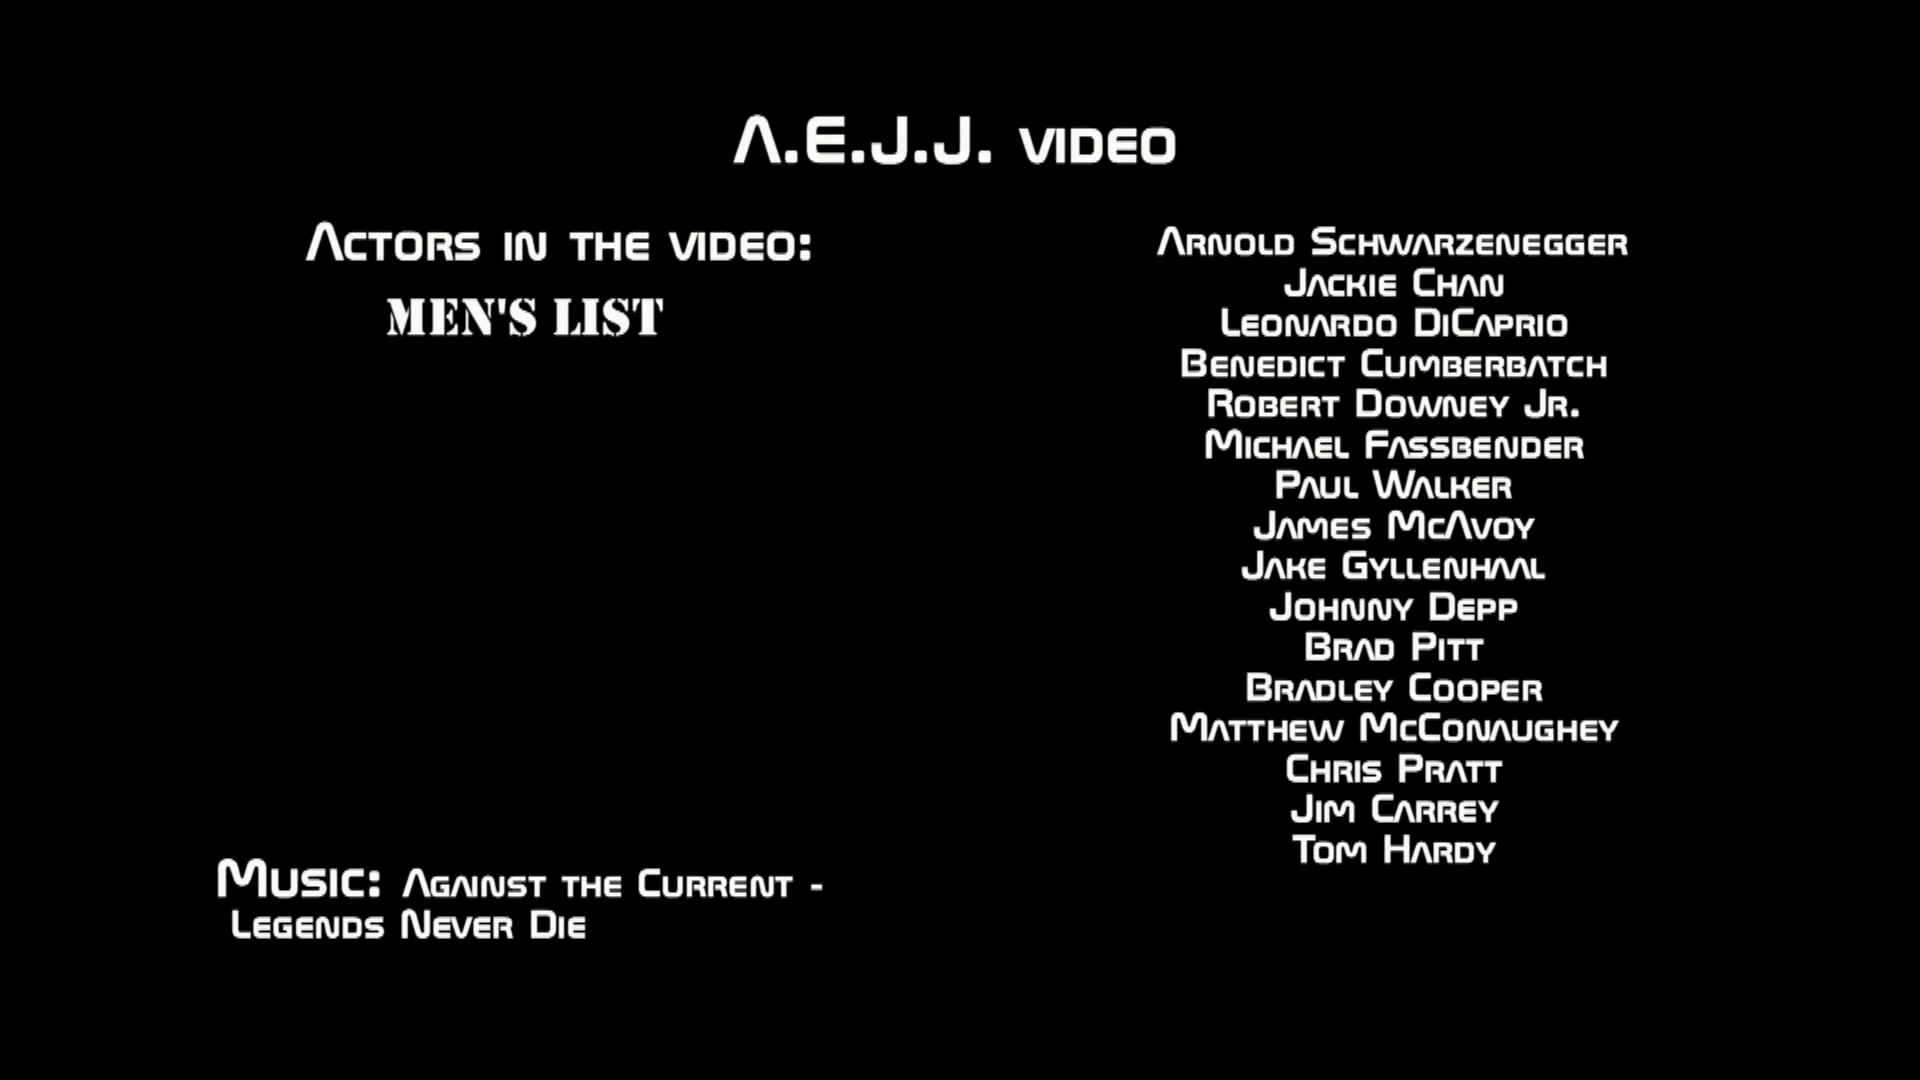 A.E.J.J. VIDEO
ACTORS IN THE VIDEO:
MEN'S LIST
ARNOLD SCHWARZENEGGER
JACKIE CHAN
LEONARDO DICAPRIO
BENEDICT CUMBERBATCH
ROBERT DOWNEY JR.
MICHAEL FASSBENDER
PAUL WALKER
JAMES MCAVOY
JAKE GYLLENHAAL
JOHNNY DEPP
BRAD PITT
BRADLEY COOPER
MATTHEW MCCONAUGHEY
CHRIS PRATT
JIM CARREY
TOM HARDY
MUSIC: AGAINST THE CURRENT -
LEGENDS NEVER DIE